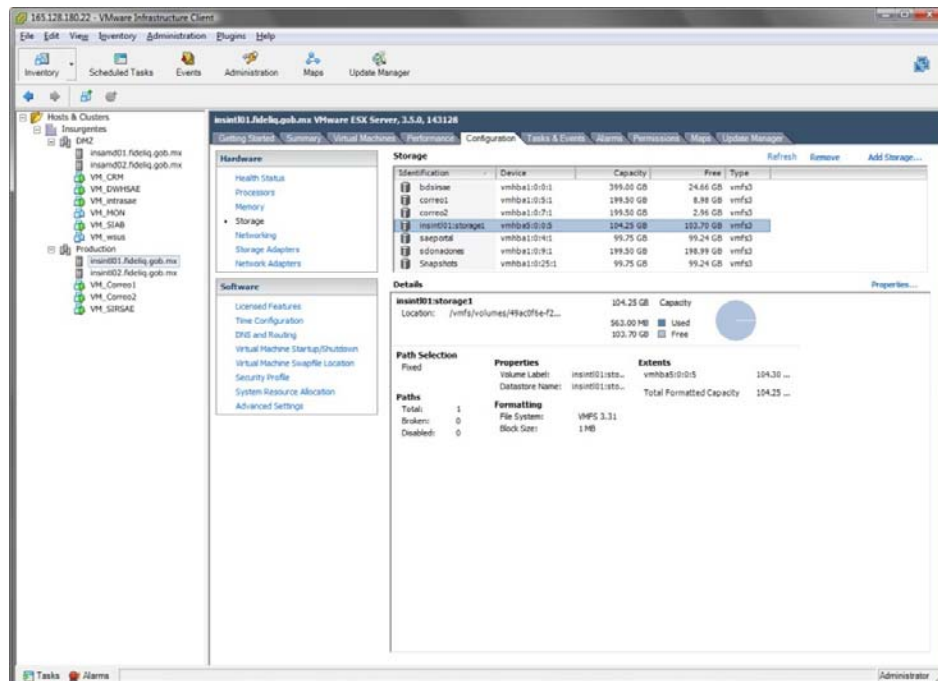 165.128.180.22 - VMware Infrastructure Client
File Edit View Inventory Administration Plugins Help
Inventory Scheduled Tasks Events Administration Maps Update Manager
Hosts & Clusters
Insurgentes
DMZ
insamd01.fideliq.gob.mx
insamd02.fideliq.gob.mx
VM_CRM
VM_DWHSAE
VM_intrasae
VM_MON
VM_SIAB
VM_wsus
Production
insintl01.fideliq.gob.mx
insintl02.fideliq.gob.mx
VM_Correo1
VM_Correo2
VM_SIRSAE
insintl01.fideliq.gob.mx VMware ESX Server, 3.5.0, 143128
Getting Started Summary Virtual Machines Performance Configuration Tasks & Events Alarms Permissions Maps Update Manager
Hardware
Health Status
Processors
Memory
Storage
Networking
Storage Adapters
Network Adapters
Software
Licensed Features
Time Configuration
DNS and Routing
Virtual Machine Startup/Shutdown
Virtual Machine Swapfile Location
Security Profile
System Resource Allocation
Advanced Settings
Storage Refresh Remove Add Storage...
Identification Device Capacity Free Type
bdsirsae vmhba1:0:0:1 399.00 GB 24.66 GB vmfs3
correo1 vmhba1:0:5:1 199.50 GB 8.98 GB vmfs3
correo2 vmhba1:0:7:1 199.50 GB 2.96 GB vmfs3
insintl01:storage1 vmhba5:0:0:5 104.25 GB 103.70 GB vmfs3
saeportal vmhba1:0:4:1 99.75 GB 99.24 GB vmfs3
sdonadores vmhba1:0:9:1 199.50 GB 198.99 GB vmfs3
Snapshots vmhba1:0:25:1 99.75 GB 99.24 GB vmfs3
Details Properties...
insintl01:storage1 104.25 GB Capacity
Location: /vmfs/volumes/49ac0f6e-f2...
563.00 MB Used
103.70 GB Free
Path Selection
Fixed
Paths
Total: 1
Broken: 0
Disabled: 0
Properties
Volume Label: insintl01:sto...
Datastore Name: insintl01:sto...
Formatting
File System: VMFS 3.31
Block Size: 1 MB
Extents
vmhba5:0:0:5 104.30 ...
Total Formatted Capacity 104.25 ...
Tasks Alarms Administrator